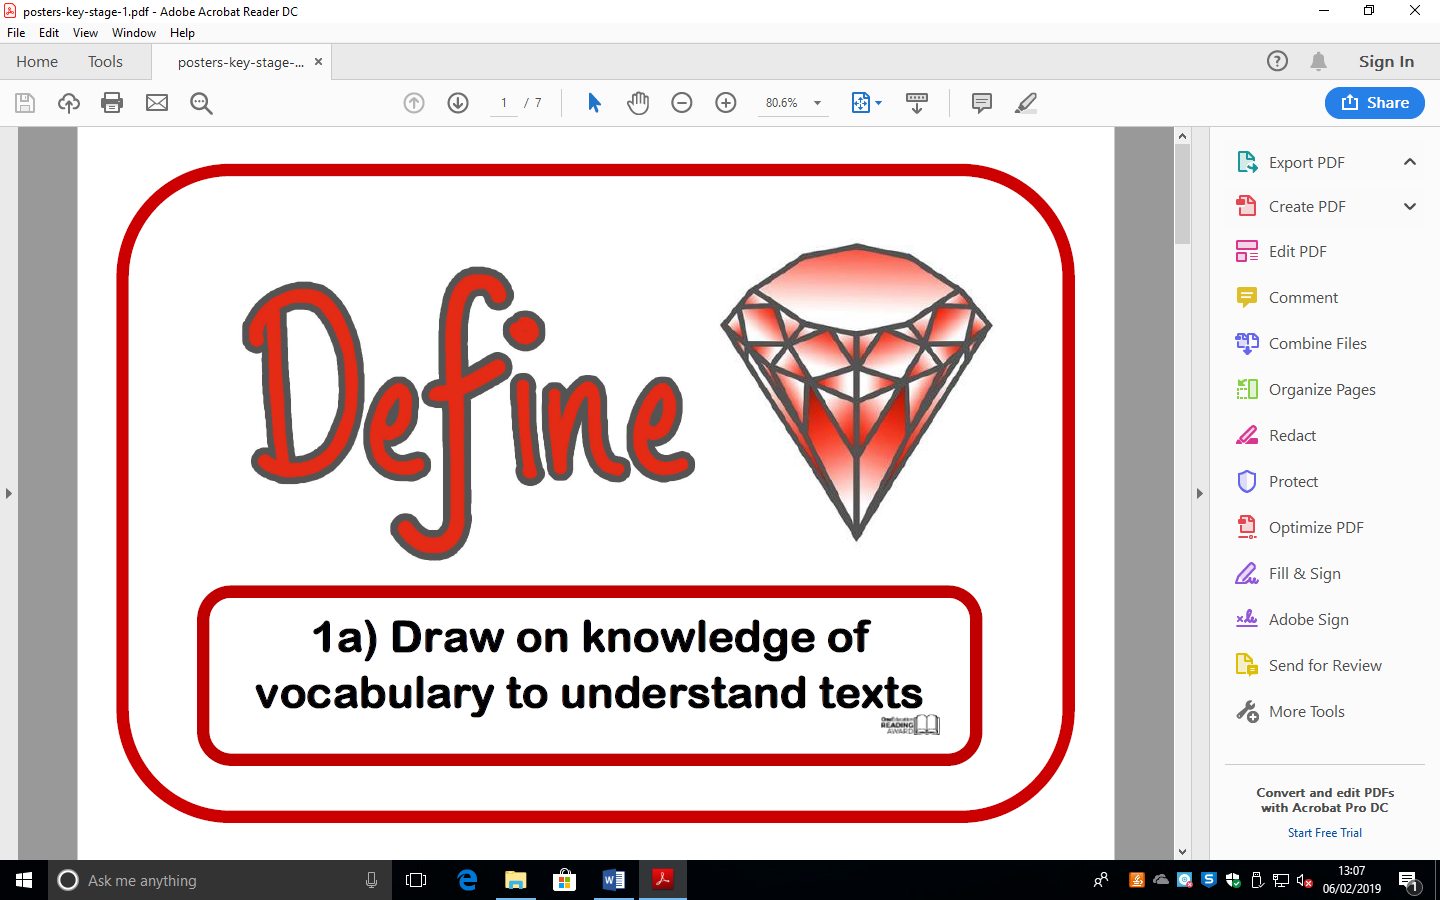 posters-key-stage-1.pdf - Adobe Acrobat Reader DC
File Edit View Window Help
Home Tools posters-key-stage-... × Sign In
1 / 7 80.6% Share
Define
1a) Draw on knowledge of
vocabulary to understand texts
OneEducation
READING
AWARD
Export PDF
Create PDF
Edit PDF
Comment
Combine Files
Organize Pages
Redact
Protect
Optimize PDF
Fill & Sign
Adobe Sign
Send for Review
More Tools
Convert and edit PDFs
with Acrobat Pro DC
Start Free Trial
Ask me anything
13:07
06/02/2019
1